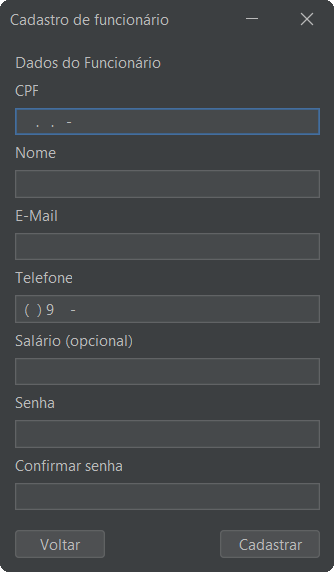 Cadastro de funcionário
Dados do Funcionário
CPF
. . -
Nome
E-Mail
Telefone
( ) 9 -
Salário (opcional)
Senha
Confirmar senha
Voltar Cadastrar